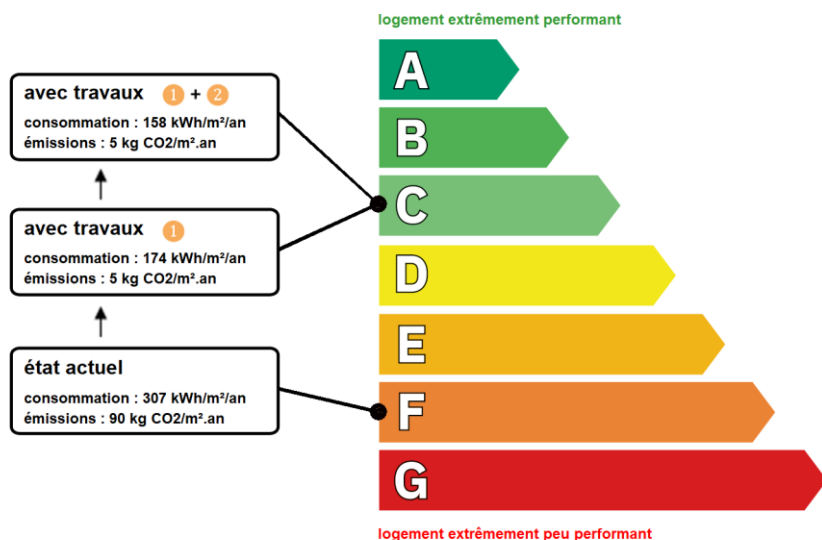 logement extrêmement performant
avec travaux 1 + 2
consommation : 158 kWh/m²/an
émissions : 5 kg CO2/m².an
avec travaux 1
consommation : 174 kWh/m²/an
émissions : 5 kg CO2/m².an
état actuel
consommation : 307 kWh/m²/an
émissions : 90 kg CO2/m².an
A
B
C
D
E
F
G
logement extrêmement peu performant